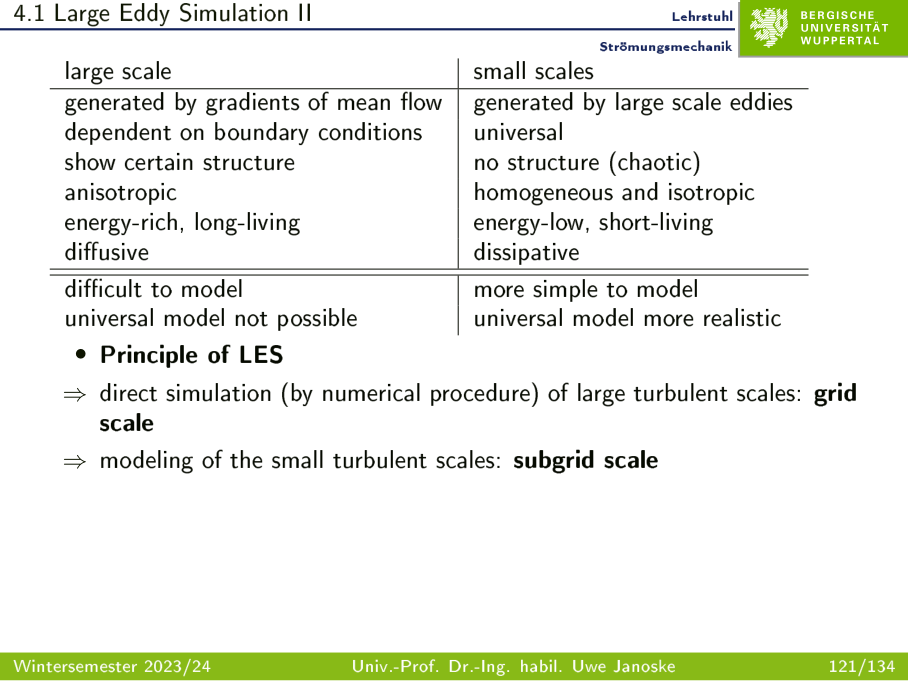 4.1 Large Eddy Simulation II
Lehrstuhl
Strömungsmechanik
BERGISCHE
UNIVERSITÄT
WUPPERTAL
large scale small scales
generated by gradients of mean flow generated by large scale eddies
dependent on boundary conditions universal
show certain structure no structure (chaotic)
anisotropic homogeneous and isotropic
energy-rich, long-living energy-low, short-living
diffusive dissipative
difficult to model more simple to model
universal model not possible universal model more realistic
• Principle of LES
⇒ direct simulation (by numerical procedure) of large turbulent scales: grid
scale
⇒ modeling of the small turbulent scales: subgrid scale
Wintersemester 2023/24 Univ.-Prof. Dr.-Ing. habil. Uwe Janoske 121/134